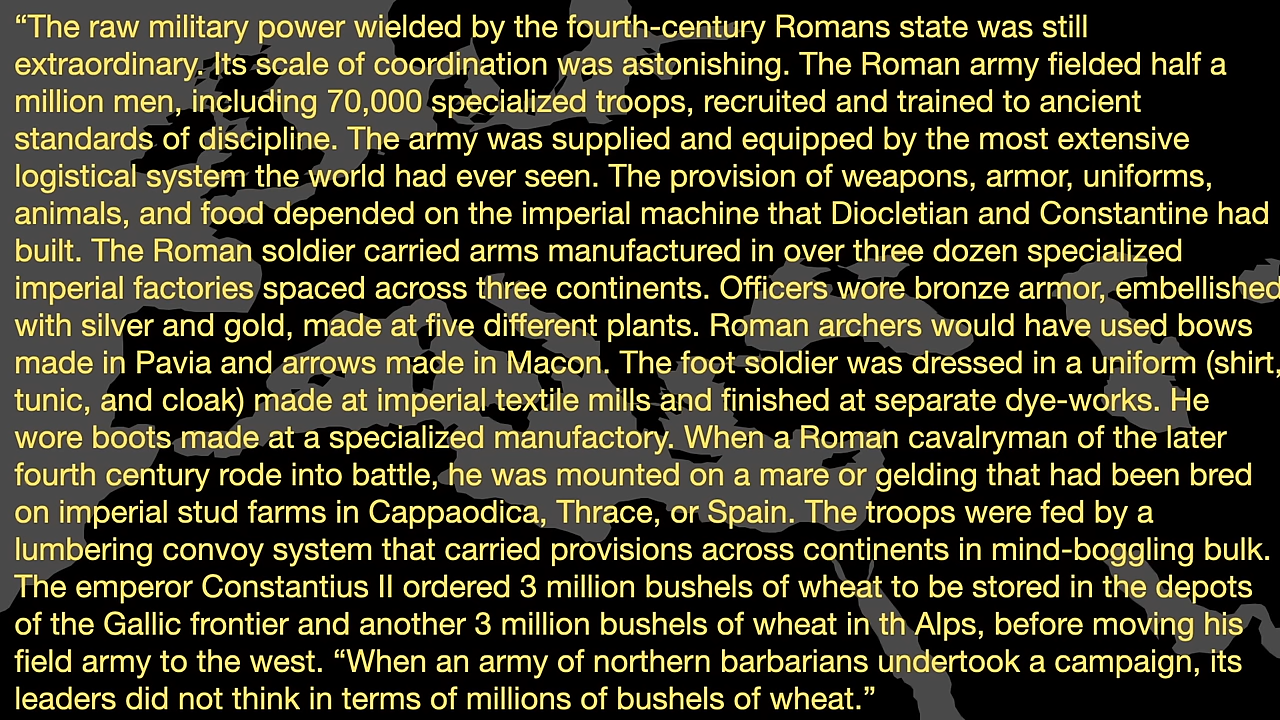 “The raw military power wielded by the fourth-century Romans state was still
extraordinary. Its scale of coordination was astonishing. The Roman army fielded half a
million men, including 70,000 specialized troops, recruited and trained to ancient
standards of discipline. The army was supplied and equipped by the most extensive
logistical system the world had ever seen. The provision of weapons, armor, uniforms,
animals, and food depended on the imperial machine that Diocletian and Constantine had
built. The Roman soldier carried arms manufactured in over three dozen specialized
imperial factories spaced across three continents. Officers wore bronze armor, embellished
with silver and gold, made at five different plants. Roman archers would have used bows
made in Pavia and arrows made in Macon. The foot soldier was dressed in a uniform (shirt,
tunic, and cloak) made at imperial textile mills and finished at separate dye-works. He
wore boots made at a specialized manufactory. When a Roman cavalryman of the later
fourth century rode into battle, he was mounted on a mare or gelding that had been bred
on imperial stud farms in Cappaodica, Thrace, or Spain. The troops were fed by a
lumbering convoy system that carried provisions across continents in mind-boggling bulk.
The emperor Constantius II ordered 3 million bushels of wheat to be stored in the depots
of the Gallic frontier and another 3 million bushels of wheat in th Alps, before moving his
field army to the west. “When an army of northern barbarians undertook a campaign, its
leaders did not think in terms of millions of bushels of wheat.”